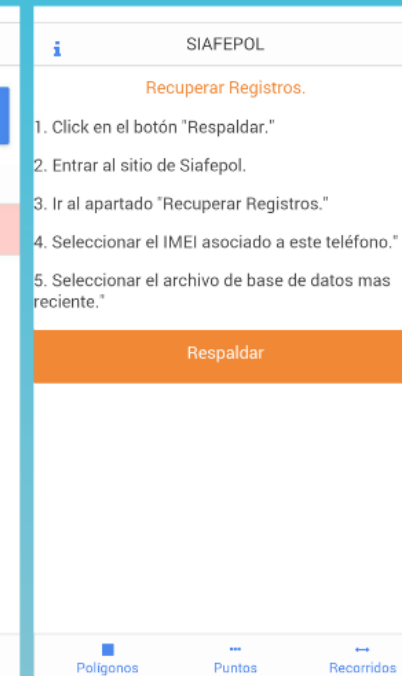 SIAFEPOL
Recuperar Registros.
1. Click en el botón "Respaldar."
2. Entrar al sitio de Siafepol.
3. Ir al apartado "Recuperar Registros."
4. Seleccionar el IMEI asociado a este teléfono."
5. Seleccionar el archivo de base de datos mas
reciente."
Respaldar
Polígonos Puntos Recorridos